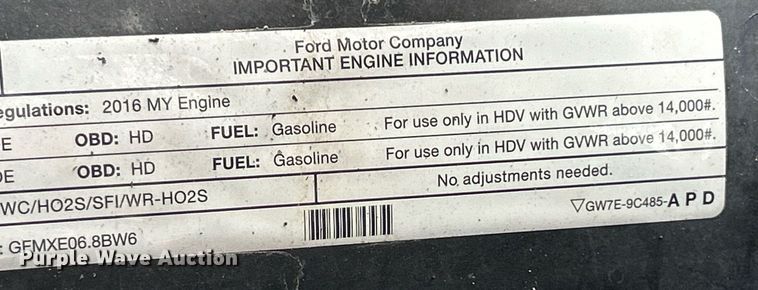 Ford Motor Company
IMPORTANT ENGINE INFORMATION
egulations: 2016 MY Engine
E OBD: HD FUEL: Gasoline For use only in HDV with GVWR above 14,000#.
DE OBD: HD FUEL: Gasoline For use only in HDV with GVWR above 14,000#.
WC/HO2S/SFI/WR-HO2S No adjustments needed.
: GFMXE06.8BW6 ▽GW7E-9C485-A P D
Purple Wave Auction